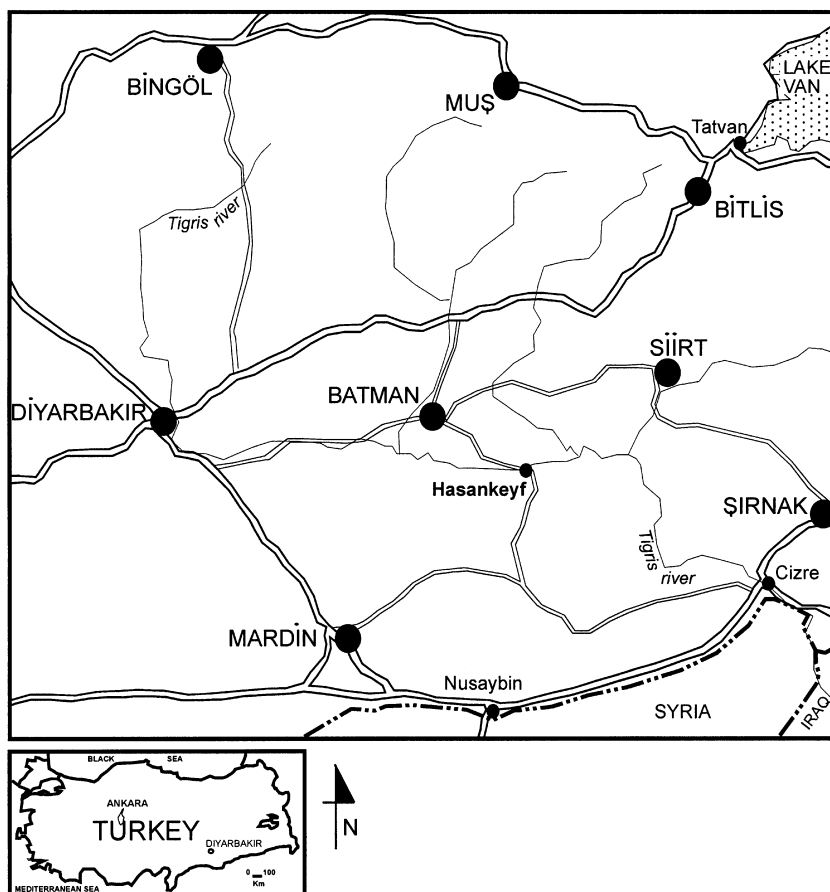 LAKE
VAN
BİNGÖL
MUŞ
Tatvan
BİTLİS
Tigris river
SİİRT
BATMAN
DİYARBAKIR
Hasankeyf
ŞIRNAK
Tigris
river
Cizre
MARDİN
Nusaybin
SYRIA
IRAQ
BLACK SEA
ANKARA
TURKEY
DIYARBAKIR
0 100
Km
MEDITERRANEAN SEA
N